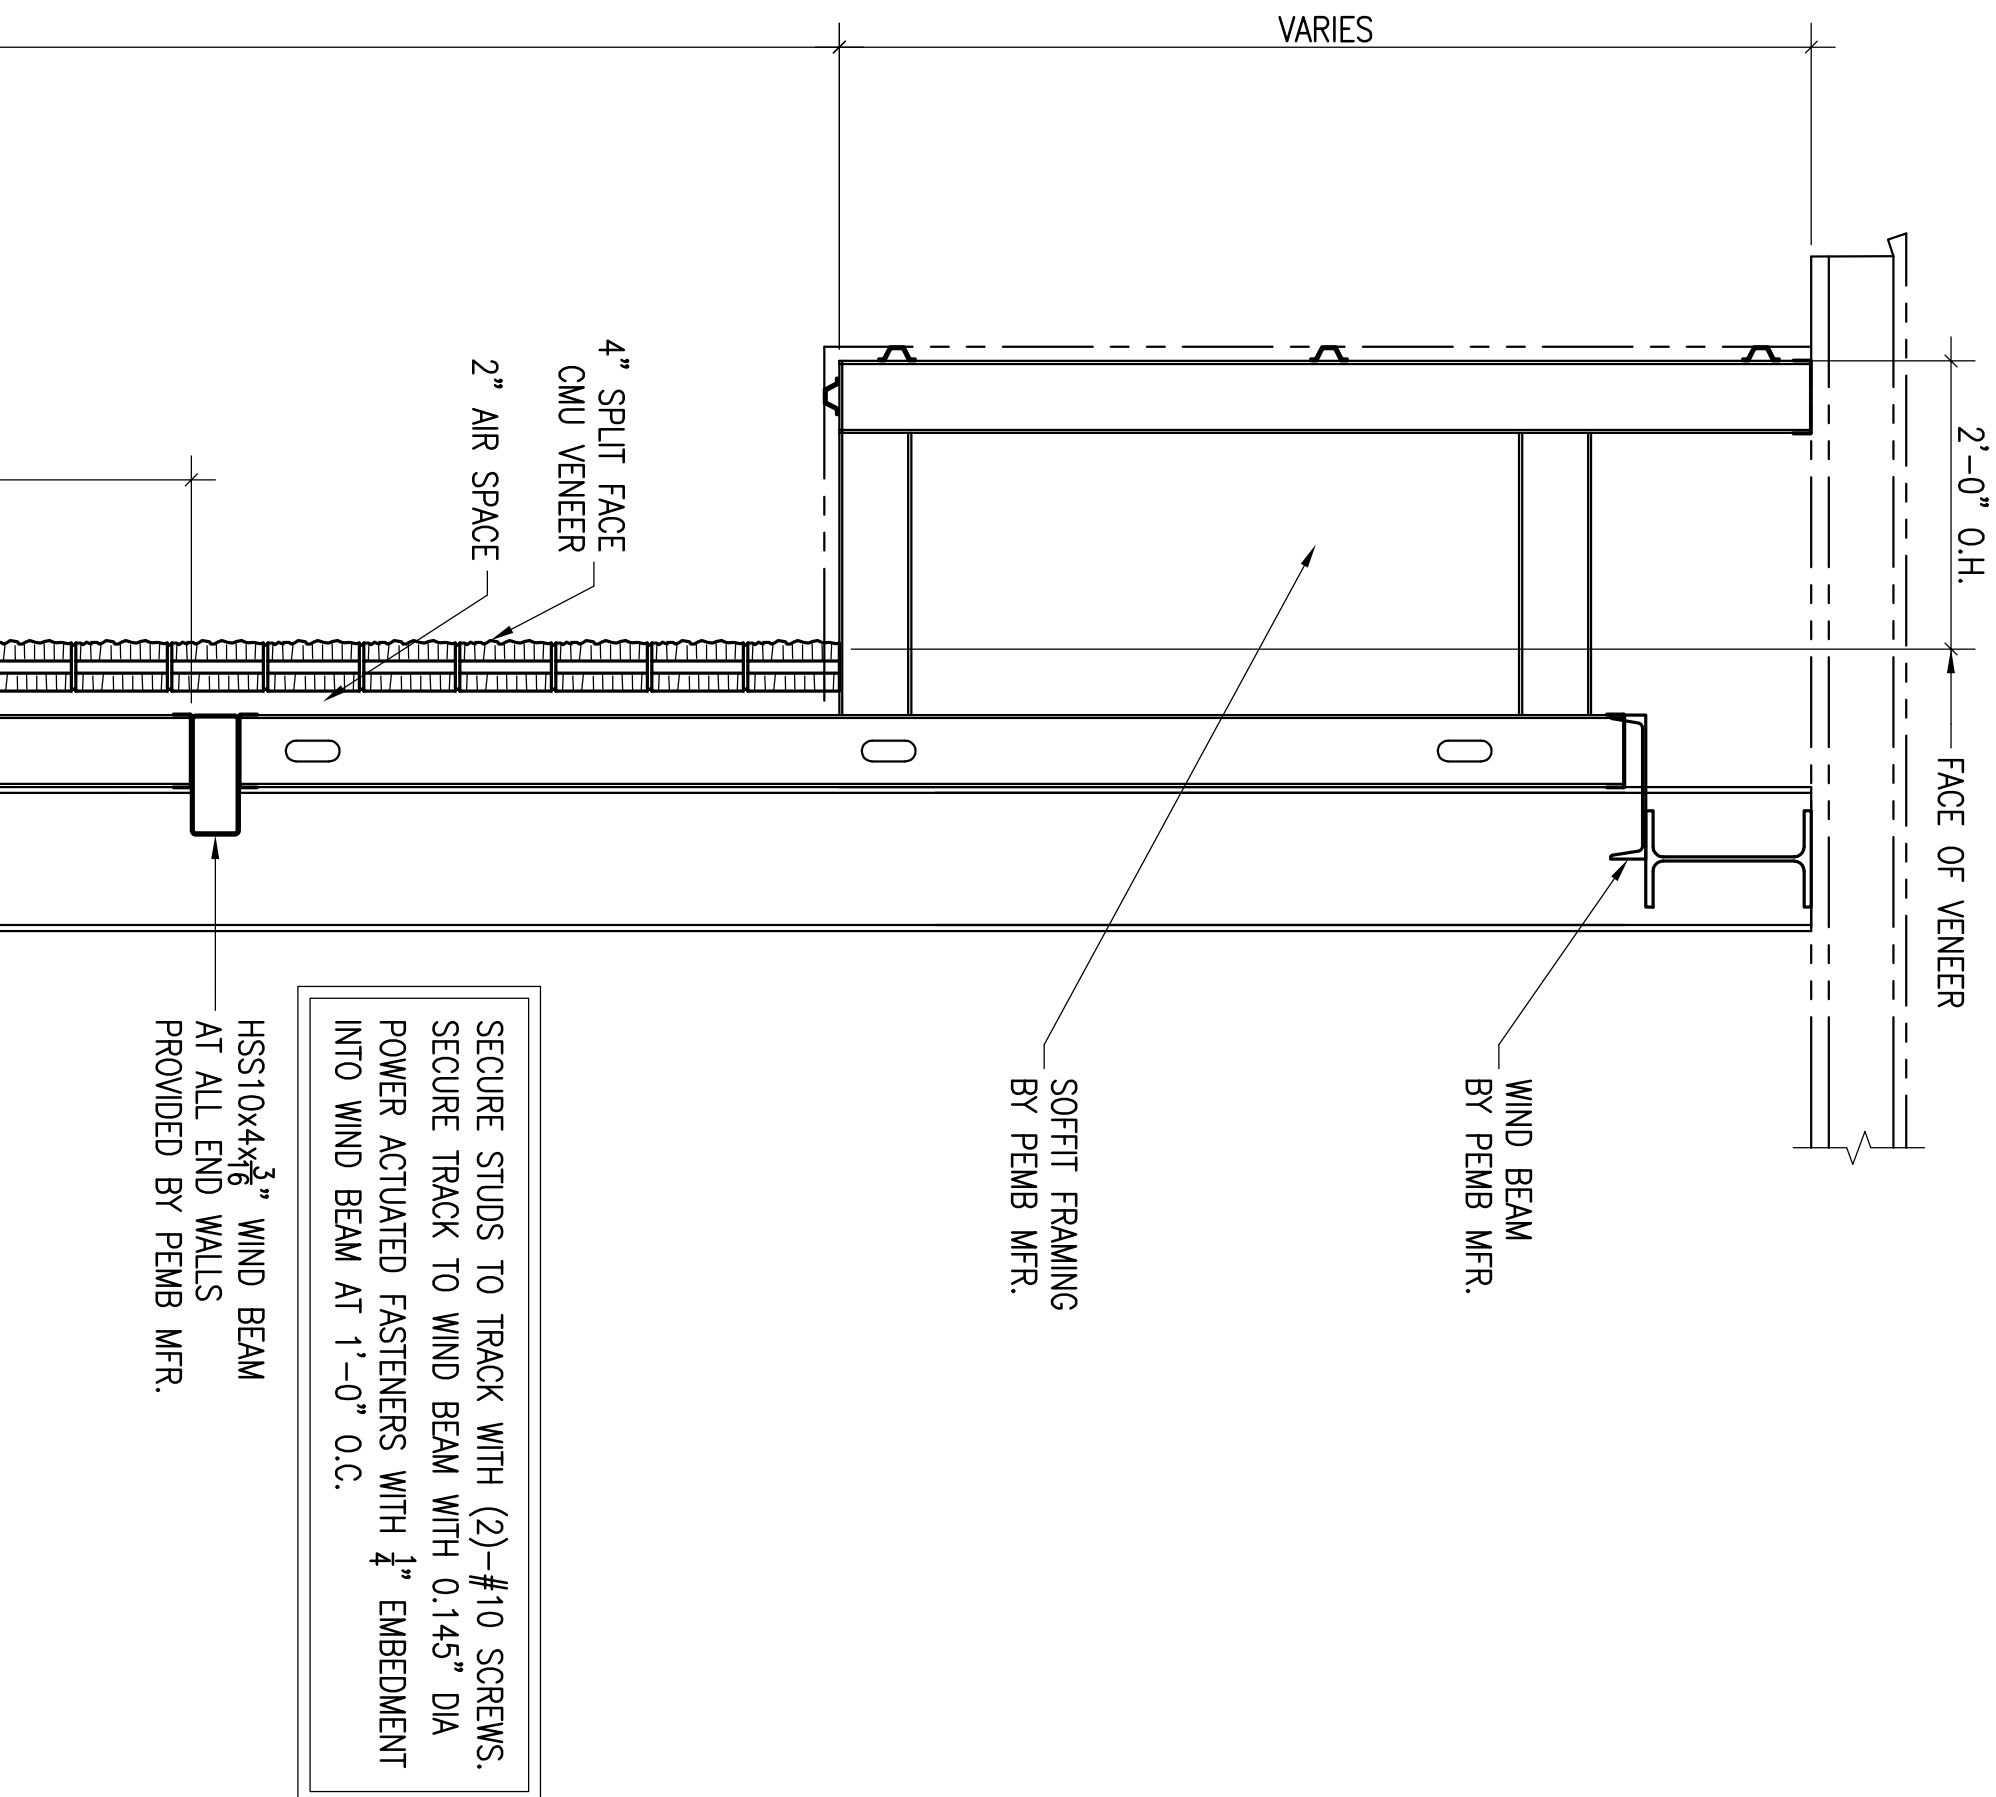 2'-0" O.H.
FACE OF VENEER
VARIES
WIND BEAM
BY PEMB MFR.
SOFFIT FRAMING
BY PEMB MFR.
4" SPLIT FACE
CMU VENEER
2" AIR SPACE
SECURE STUDS TO TRACK WITH (2)-#10 SCREWS.
SECURE TRACK TO WIND BEAM WITH 0.145" DIA
POWER ACTUATED FASTENERS WITH 1/4" EMBEDMENT
INTO WIND BEAM AT 1'-0" O.C.
HSS10x4x3/16" WIND BEAM
AT ALL END WALLS
PROVIDED BY PEMB MFR.